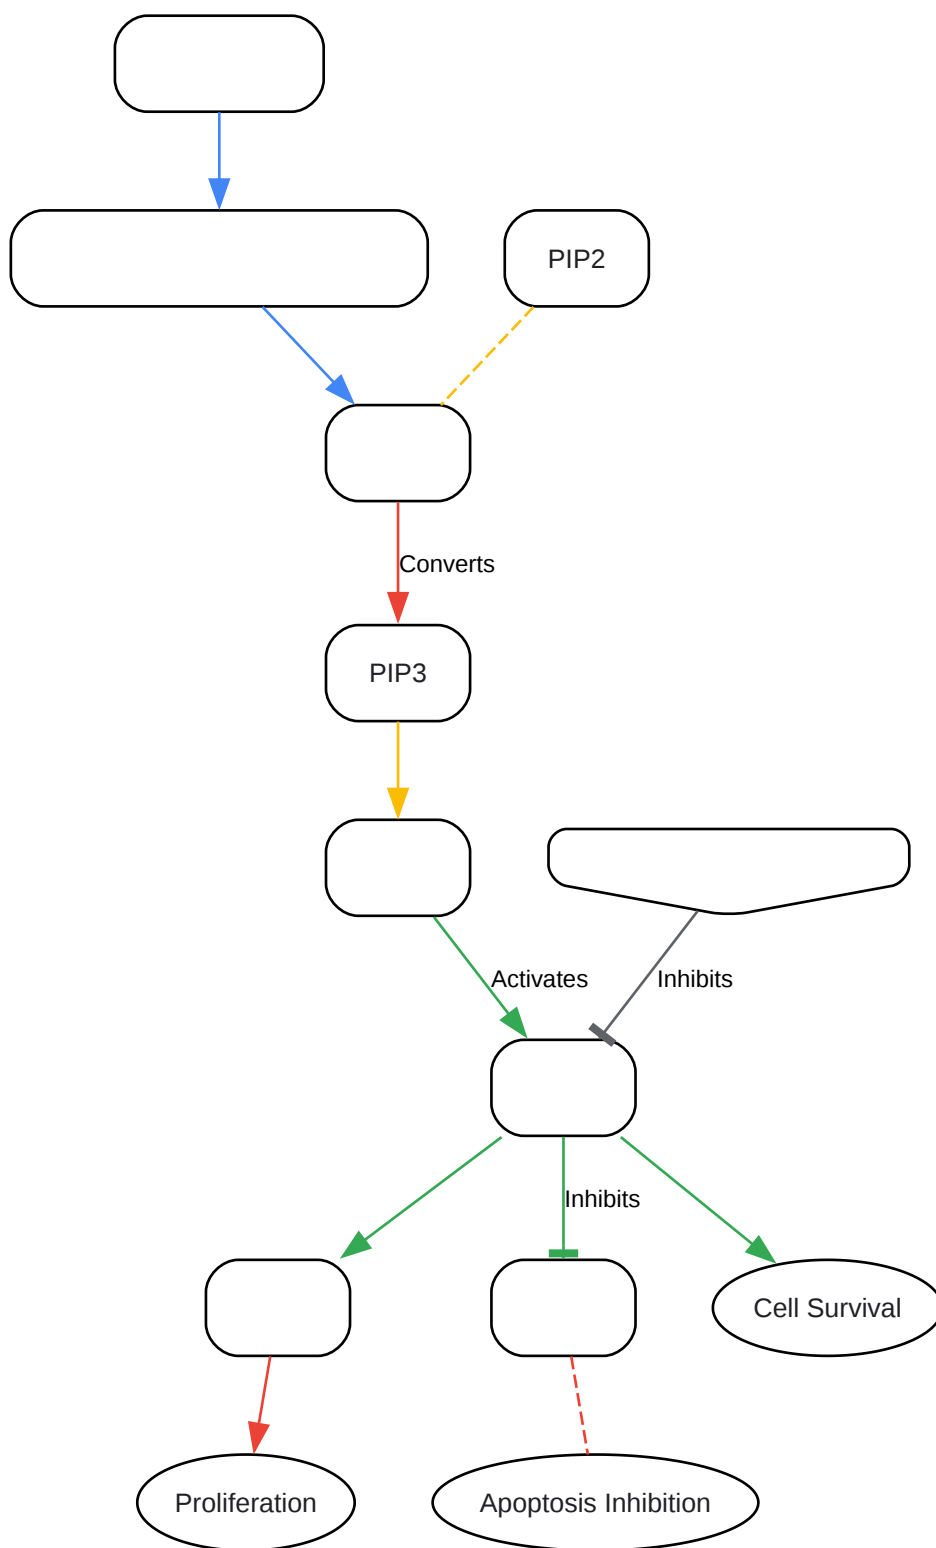 PIP2
Converts
PIP3
Activates
Inhibits
Inhibits
Cell Survival
Proliferation
Apoptosis Inhibition